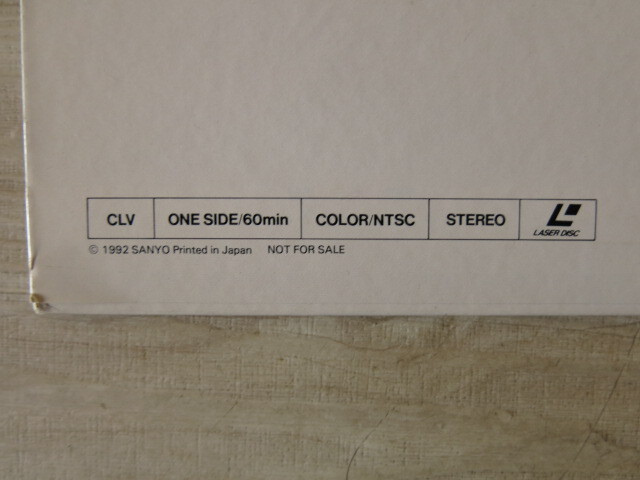 CLV ONE SIDE/60min COLOR/NTSC STEREO LASER DISC
© 1992 SANYO Printed in Japan NOT FOR SALE